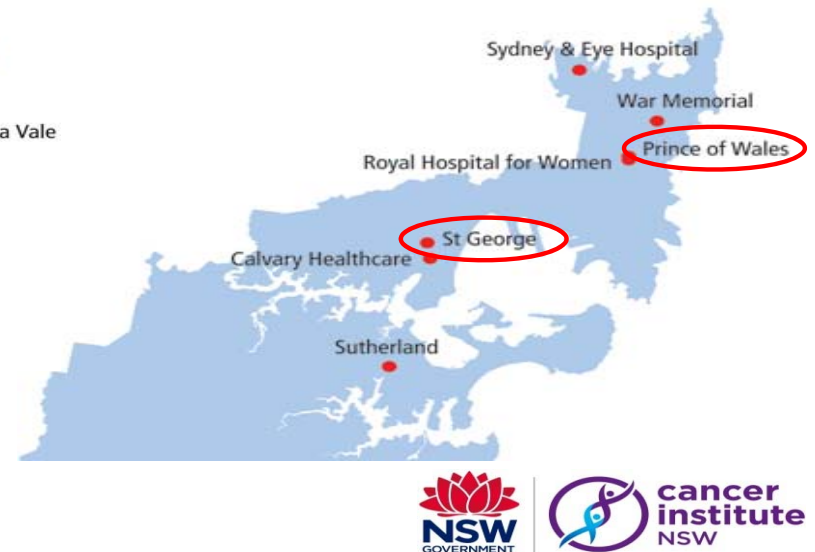 Sydney & Eye Hospital
War Memorial
a Vale
Prince of Wales
Royal Hospital for Women
St George
Calvary Healthcare
Sutherland
NSW
GOVERNMENT
cancer
institute
NSW